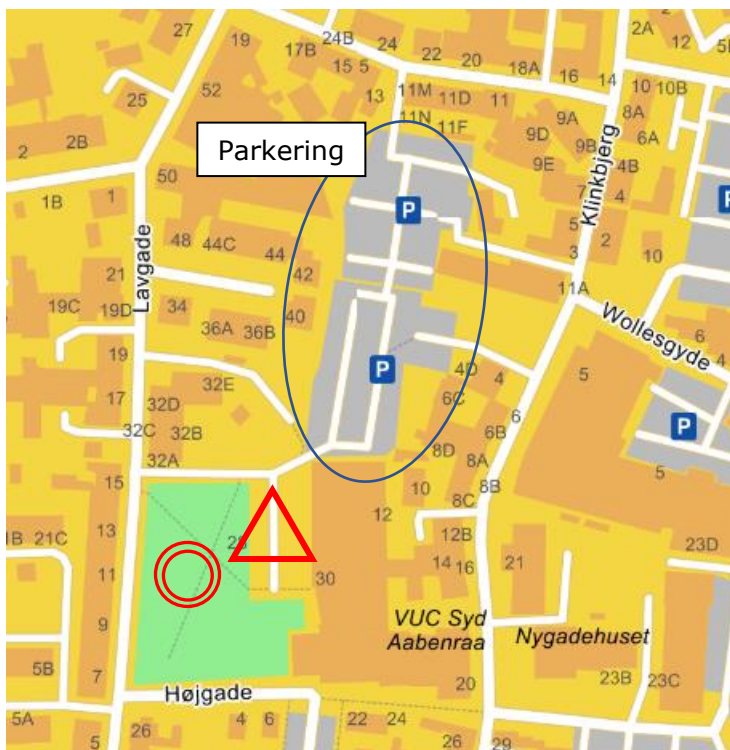 27
19
17B
24B
24
22
20
18A
16
14
2A
12
5
15
5
52
25
13
11M
11D
11
11N
11F
9A
9D
9B
9E
10
10B
8A
6A
4B
4
Klinkbjerg
2
2B
Parkering
50
1B
1
P
P
7
5
2
3
10
48
44C
44
42
Lavgade
21
19C
19D
34
40
36A
36B
11A
Wollesgyde
6
4
19
32E
P
4D
4
5
17
32D
6C
6
P
32C
32B
6B
8D
8A
32A
15
10
8B
8C
5
12
1B
21C
13
28
12B
23D
11
30
14
16
21
9
VUC Syd
Aabenraa
Nygadehuset
5B
7
Højgade
20
23B
23C
5A
5
26
4
6
22
24
26
29